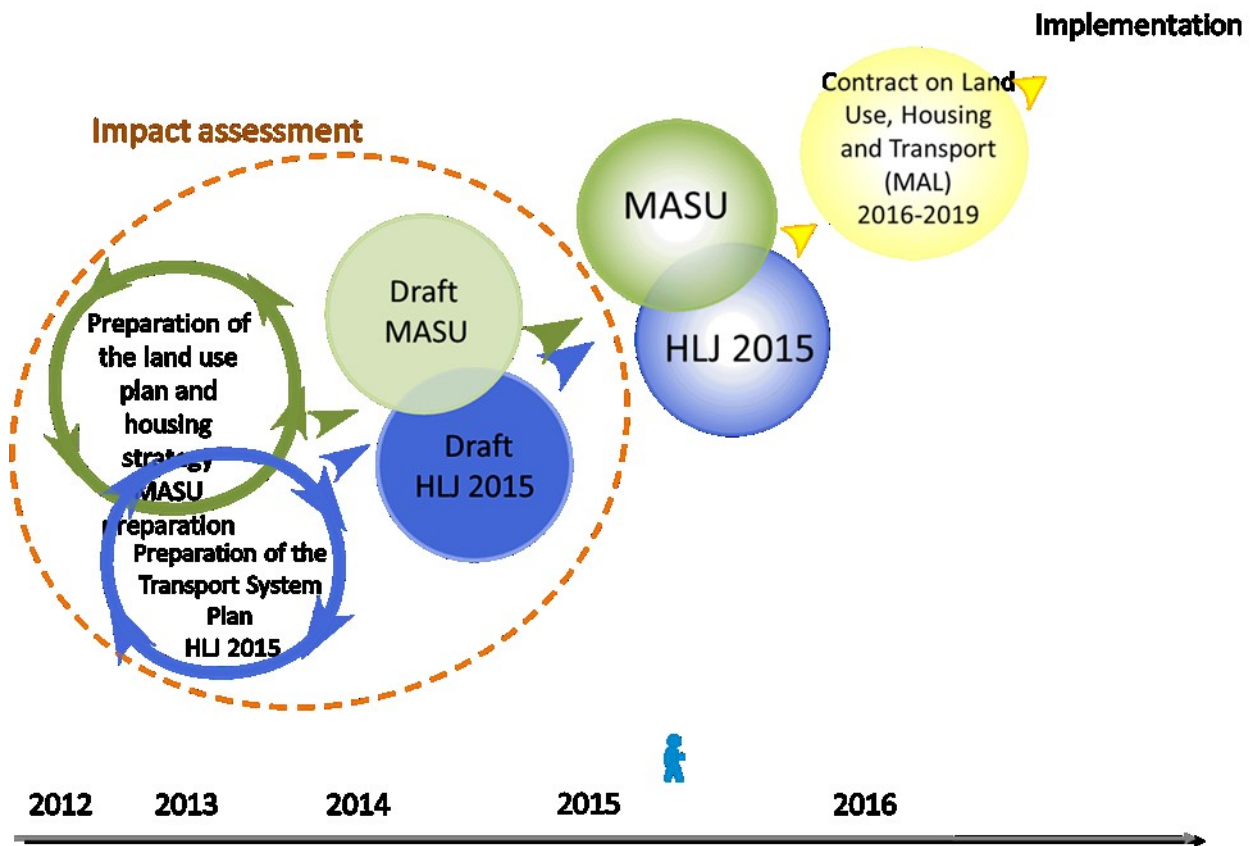 Implementation
Contract on Land
Use, Housing
and Transport
(MAL)
2016-2019
Impact assessment
MASU
HLJ 2015
Draft
MASU
Draft
HLJ 2015
Preparation of
the land use
plan and
housing
strategy
MASU
preparation
Preparation of the
Transport System
Plan
HLJ 2015
2012 2013 2014 2015 2016